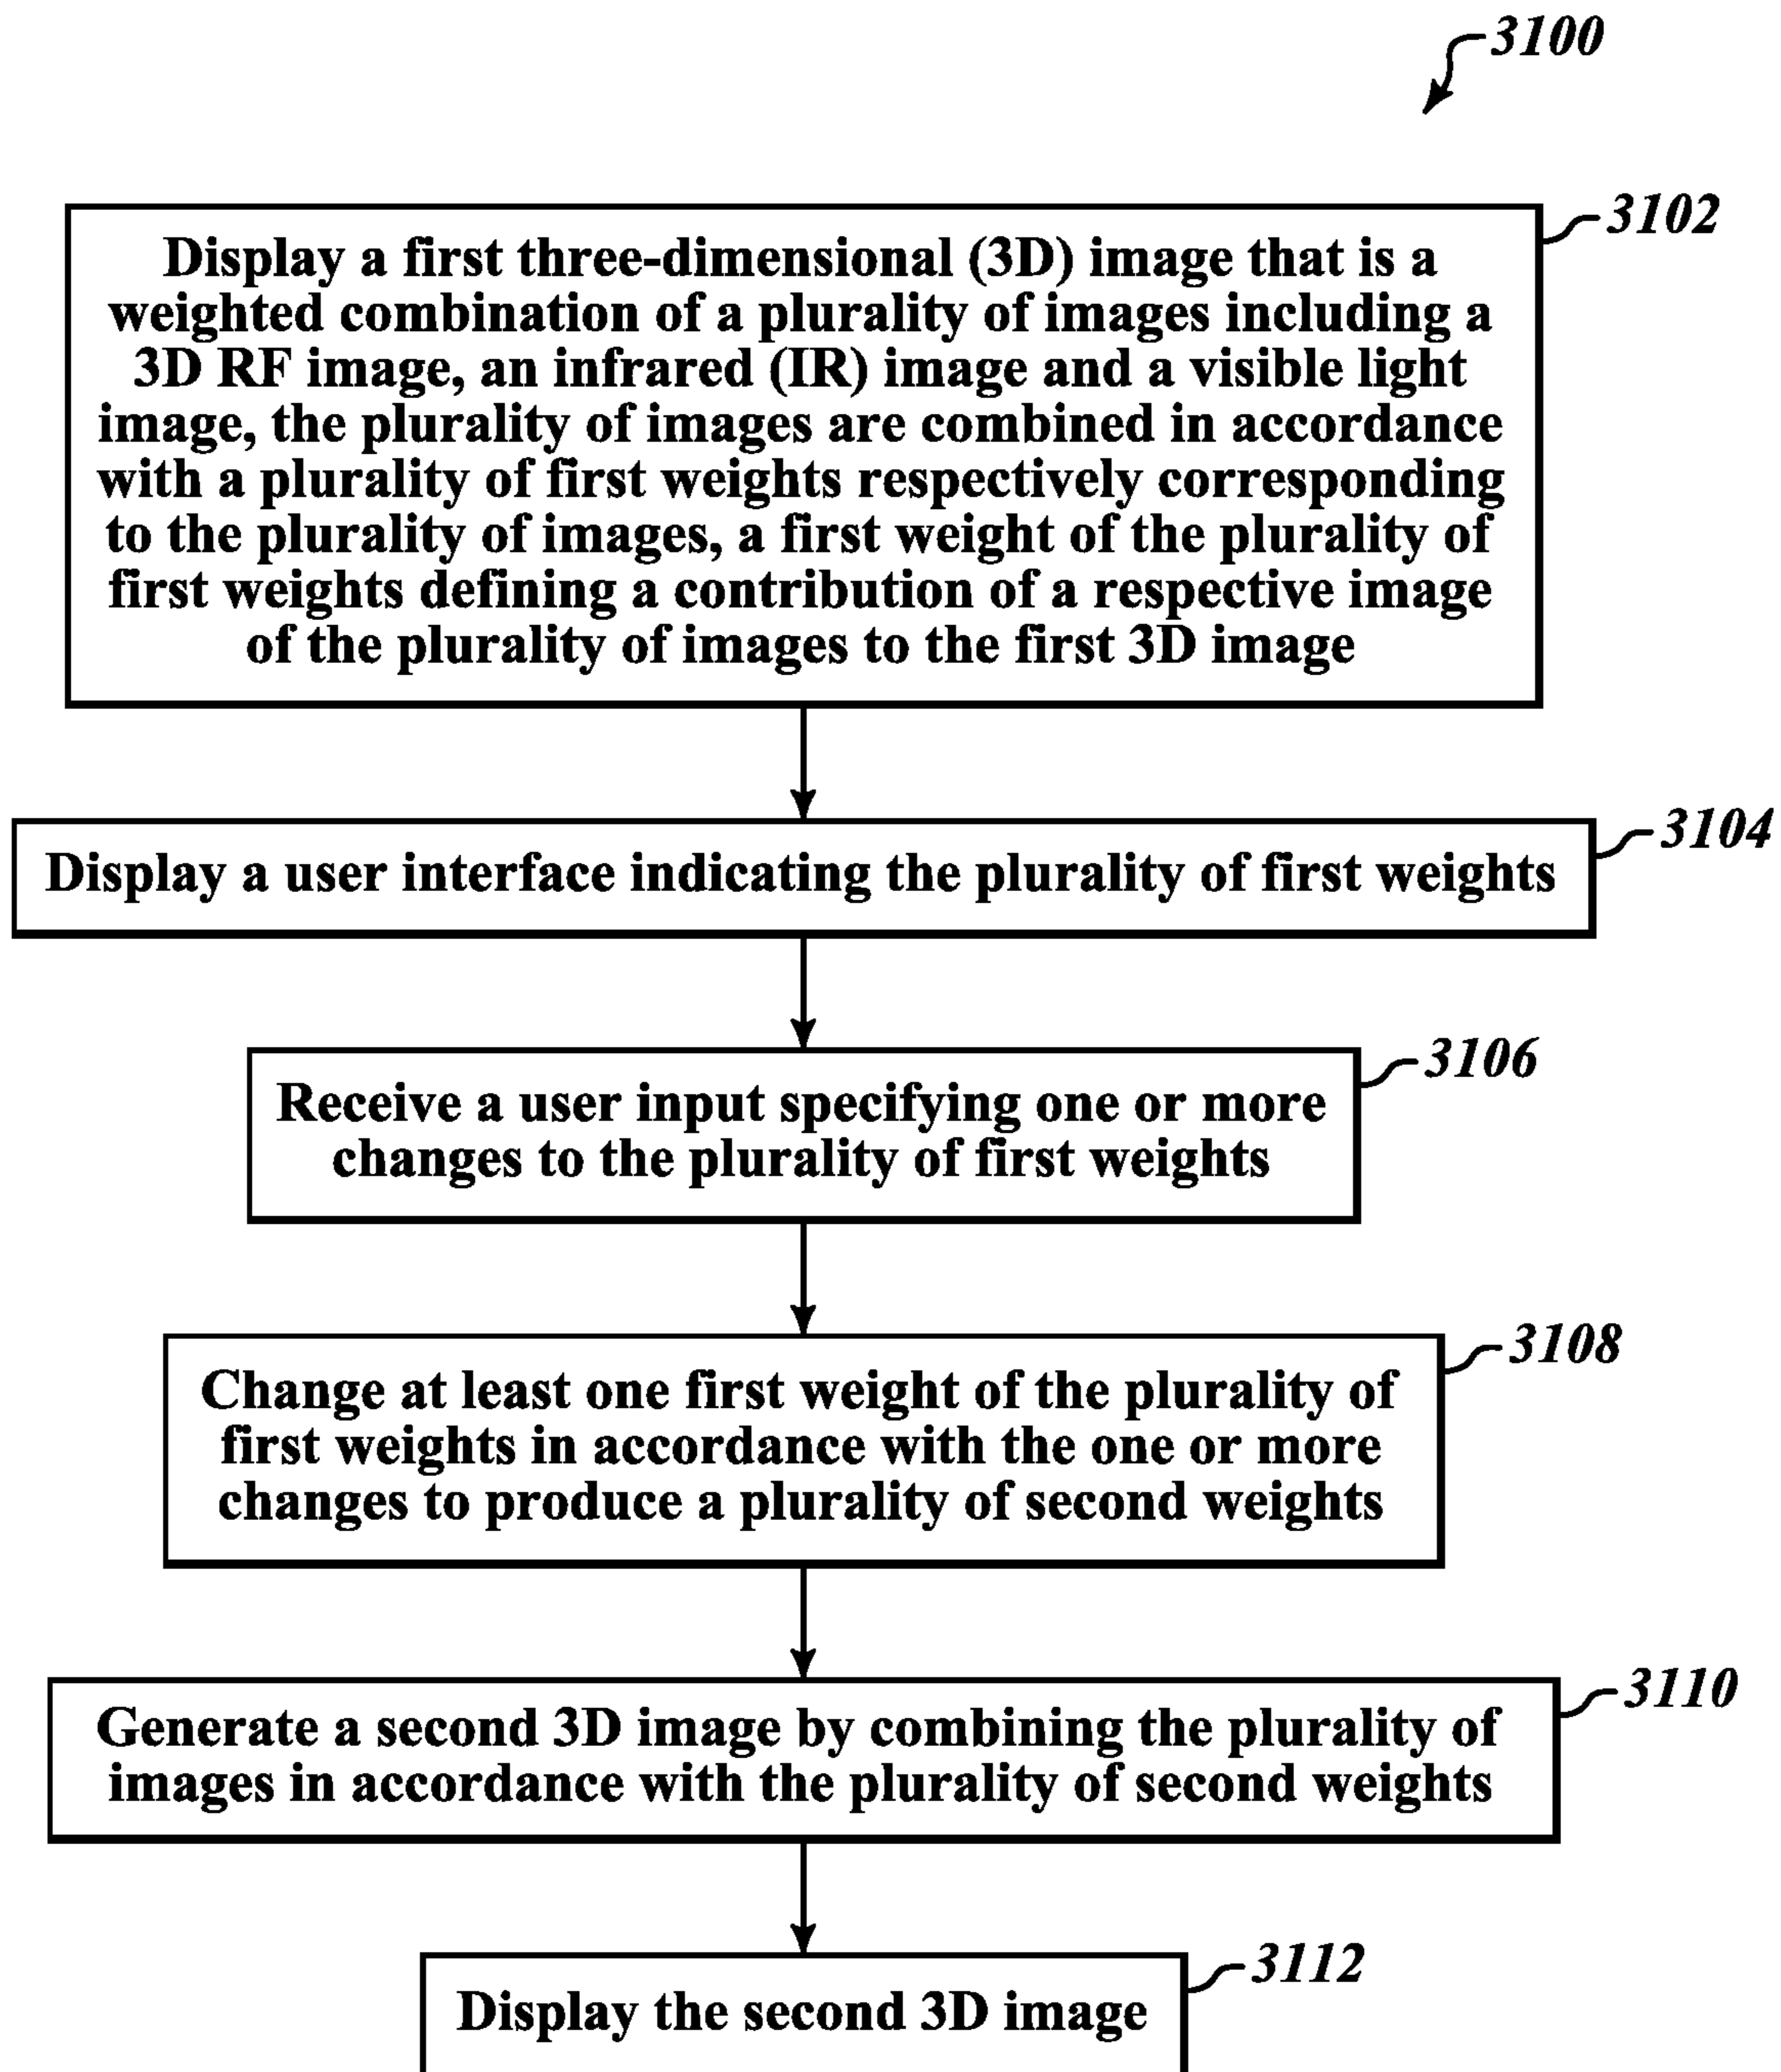 3100
3102
Display a first three-dimensional (3D) image that is a
weighted combination of a plurality of images including a
3D RF image, an infrared (IR) image and a visible light
image, the plurality of images are combined in accordance
with a plurality of first weights respectively corresponding
to the plurality of images, a first weight of the plurality of
first weights defining a contribution of a respective image
of the plurality of images to the first 3D image
3104
Display a user interface indicating the plurality of first weights
3106
Receive a user input specifying one or more
changes to the plurality of first weights
3108
Change at least one first weight of the plurality of
first weights in accordance with the one or more
changes to produce a plurality of second weights
3110
Generate a second 3D image by combining the plurality of
images in accordance with the plurality of second weights
3112
Display the second 3D image